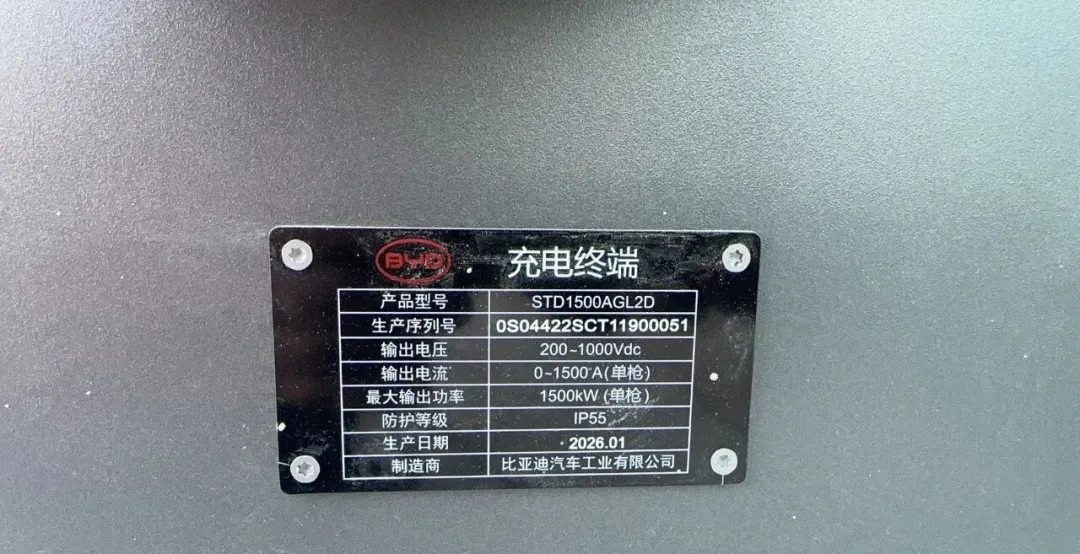 BYD 充电终端
产品型号 STD1500AGL2D
生产序列号 0S04422SCT11900051
输出电压 200~1000Vdc
输出电流 0~1500A(单枪)
最大输出功率 1500kW (单枪)
防护等级 IP55
生产日期 2026.01
制造商 比亚迪汽车工业有限公司